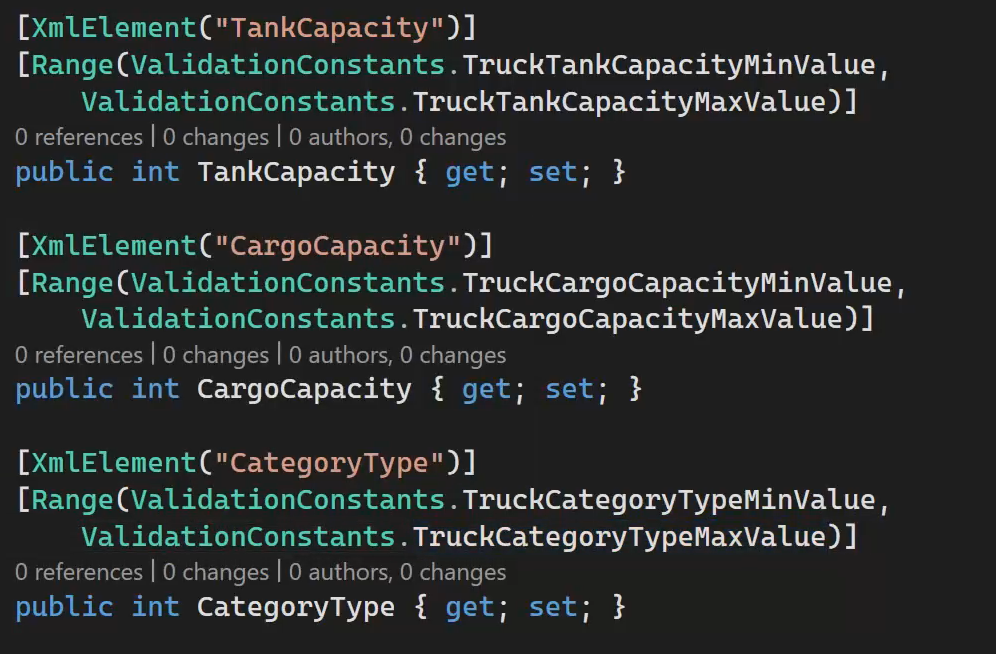 [XmlElement("TankCapacity")]
[Range(ValidationConstants.TruckTankCapacityMinValue,
    ValidationConstants.TruckTankCapacityMaxValue)]
0 references | 0 changes | 0 authors, 0 changes
public int TankCapacity { get; set; }
[XmlElement("CargoCapacity")]
[Range(ValidationConstants.TruckCargoCapacityMinValue,
    ValidationConstants.TruckCargoCapacityMaxValue)]
0 references | 0 changes | 0 authors, 0 changes
public int CargoCapacity { get; set; }
[XmlElement("CategoryType")]
[Range(ValidationConstants.TruckCategoryTypeMinValue,
    ValidationConstants.TruckCategoryTypeMaxValue)]
0 references | 0 changes | 0 authors, 0 changes
public int CategoryType { get; set; }